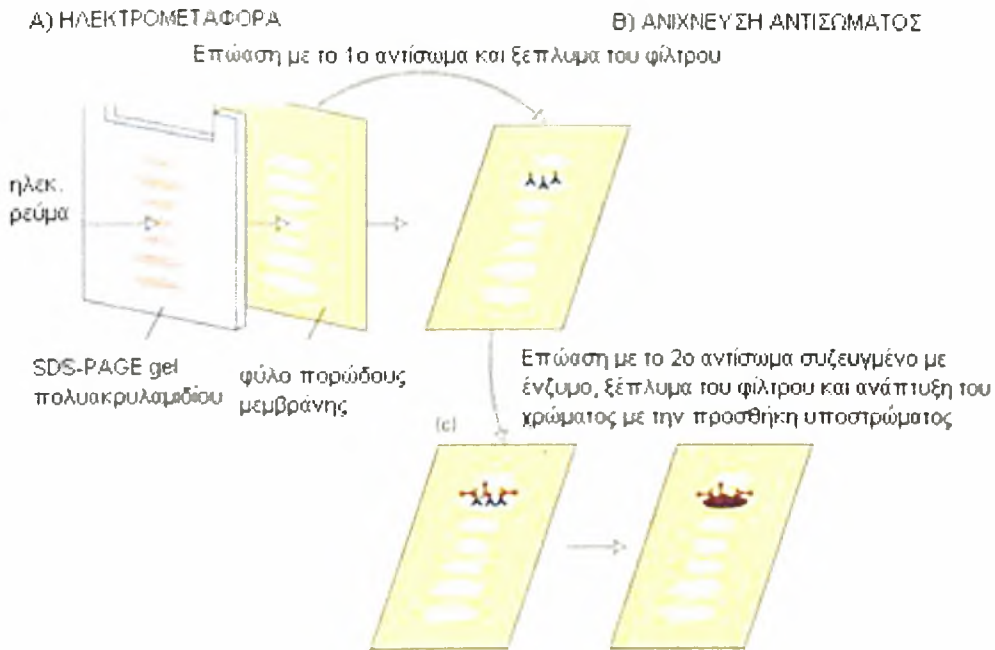 Α) ΗΛΕΚΤΡΟΜΕΤΑΦΟΡΑ
Β) ΑΝΙΧΝΕΥΣΗ ΑΝΤΙΣΩΜΑΤΟΣ
Επώαση με το 1ο αντίσωμα και ξεπλυμα του φίλτρου
ηλεκ.
ρεύμα
SDS-PAGE gel
πολυακρυλαμιδίου
φύλο πορώδους
μεμβράνης
Επώαση με το 2ο αντίσωμα συζευγμένο με
ένζυμο, ξέπλυμα του φίλτρου και ανάπτυξη του
χρώματος με την προσθήκη υποστρώματος
(c)